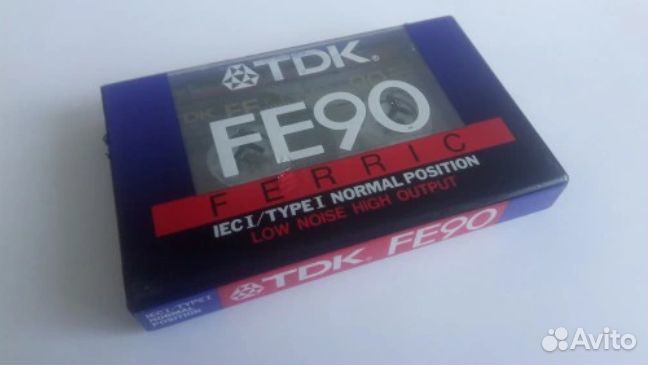 TDK
FE90
FERRIC
IEC I/TYPE I NORMAL POSITION
LOW NOISE HIGH OUTPUT
TDK FE90
IEC I・TYPE I
NORMAL
POSITION
Avito